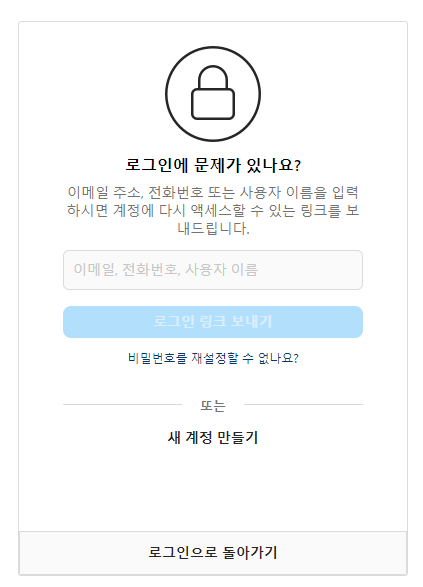 로그인에 문제가 있나요?
이메일 주소, 전화번호 또는 사용자 이름을 입력
하시면 계정에 다시 액세스할 수 있는 링크를 보
내드립니다.
이메일, 전화번호, 사용자 이름
로그인 링크 보내기
비밀번호를 재설정할 수 없나요?
또는
새 계정 만들기
로그인으로 돌아가기